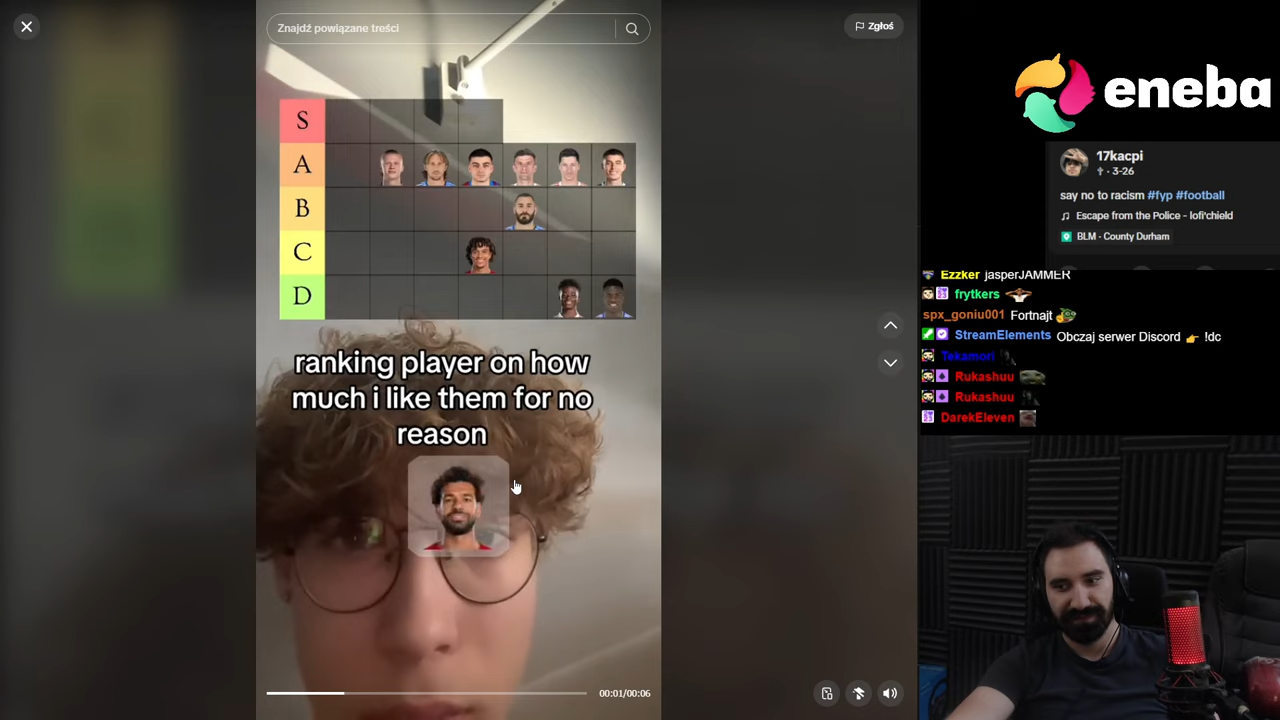 Znajdź powiązane treści
Zgłoś
S
A
B
C
D
ranking player on how
much i like them for no
reason
00:01/00:06
eneba
17kacpi
· 3-26
say no to racism #fyp #football
Escape from the Police - lofi'chield
BLM · County Durham
Ezzker jasperJAMMER
frytkers
spx_goniu001 Fortnajt
StreamElements Obczaj serwer Discord 👉 !dc
Tekamori
Rukashuu
Rukashuu
DarekEleven